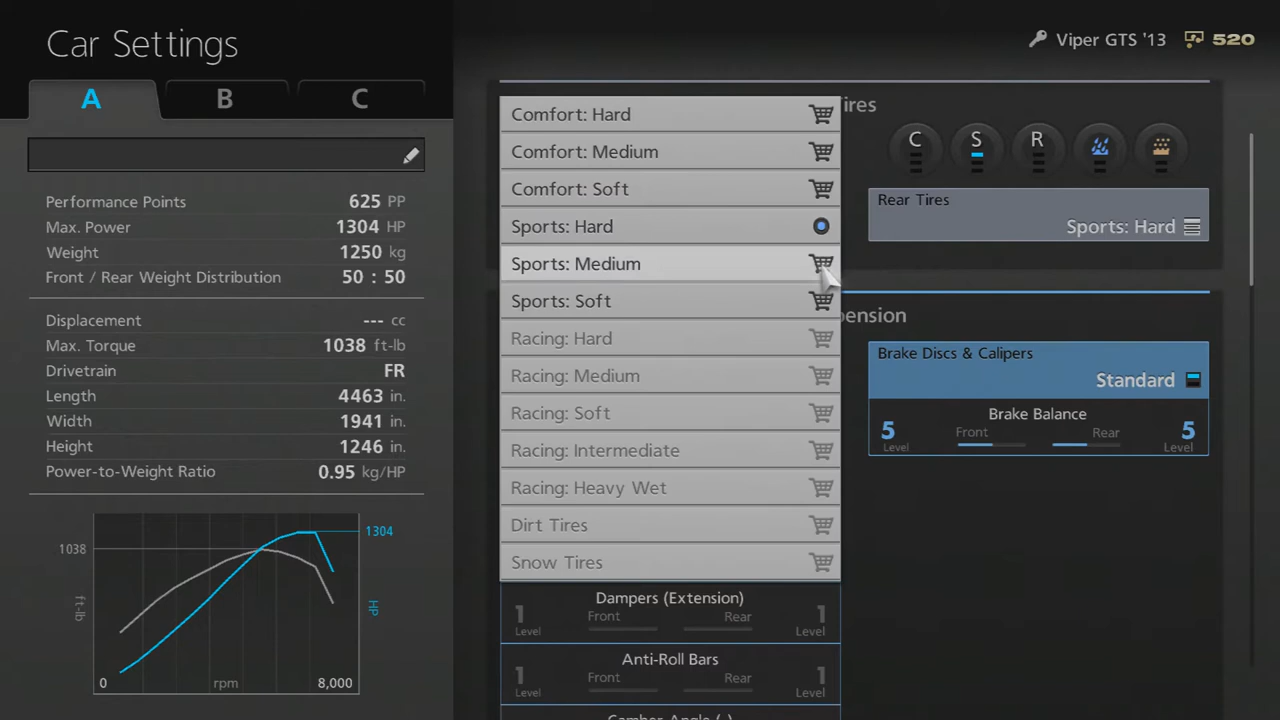 Car Settings
Viper GTS '13
520
A
B
C
Performance Points 625 PP
Max. Power 1304 HP
Weight 1250 kg
Front / Rear Weight Distribution 50 : 50
Displacement --- cc
Max. Torque 1038 ft-lb
Drivetrain FR
Length 4463 in.
Width 1941 in.
Height 1246 in.
Power-to-Weight Ratio 0.95 kg/HP
1304
1038
ft-lb
HP
0 rpm 8,000
Comfort: Hard
Comfort: Medium
Comfort: Soft
Sports: Hard
Sports: Medium
Sports: Soft
Racing: Hard
Racing: Medium
Racing: Soft
Racing: Intermediate
Racing: Heavy Wet
Dirt Tires
Snow Tires
Dampers (Extension)
1 Front Rear 1
Level Level
Anti-Roll Bars
1 Front Rear 1
Level Level
Camber Angle (-)
ires
C S R
Rear Tires
Sports: Hard
pension
Brake Discs & Calipers
Standard
Brake Balance
5 Front Rear 5
Level Level